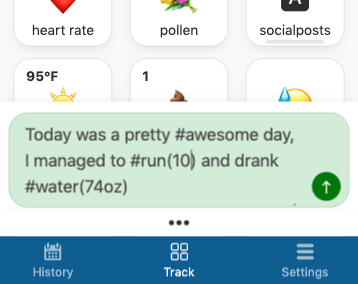 heart rate
pollen
A
socialposts
95°F
1
Today was a pretty #awesome day,
I managed to #run(10) and drank
#water(74oz)
History
Track
Settings